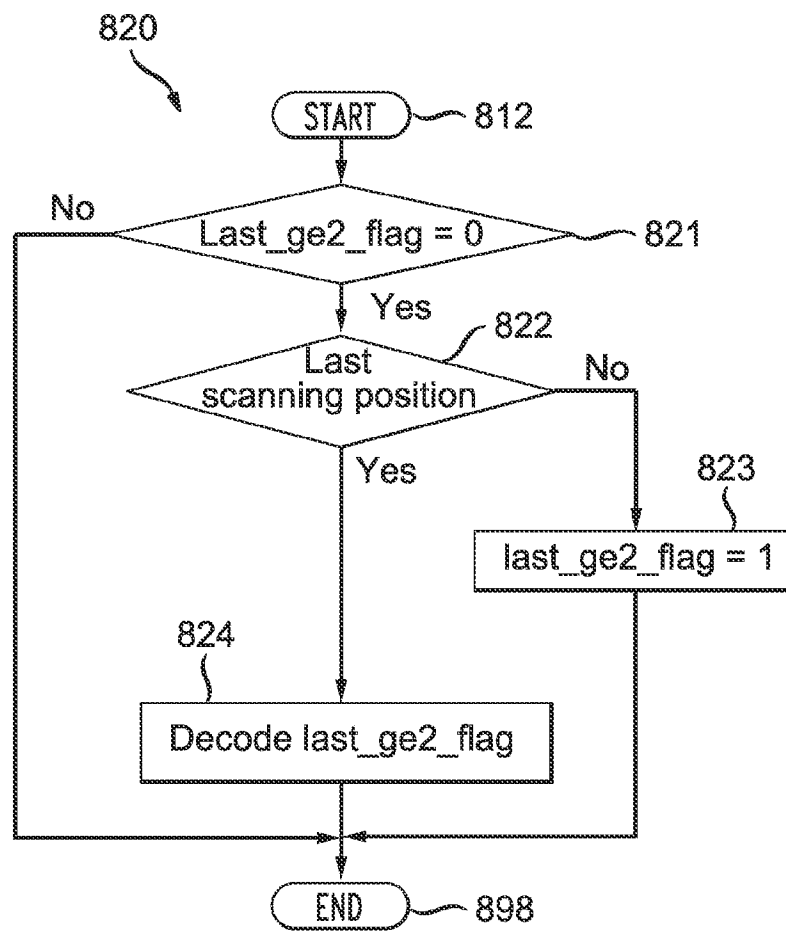 820
START
812
No
Last_ge2_flag = 0
821
Yes
822
Last
scanning position
No
Yes
823
last_ge2_flag = 1
824
Decode last_ge2_flag
END
898